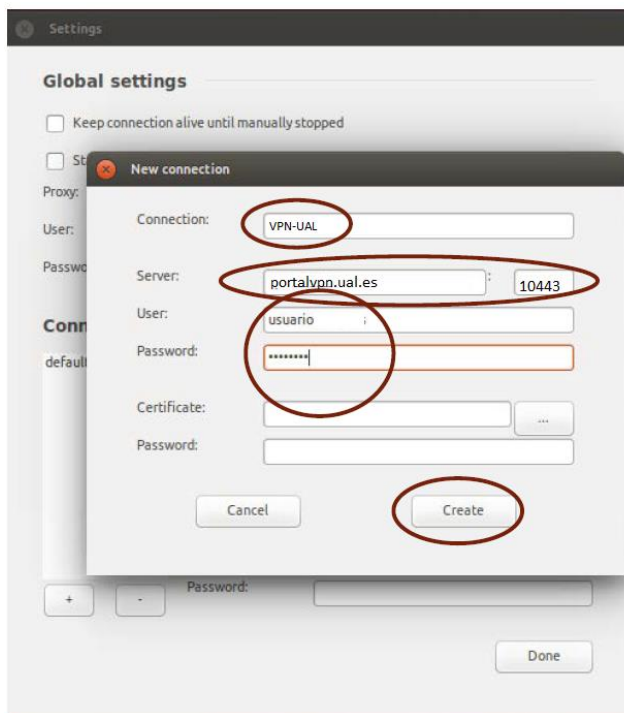 Settings
Global settings
Keep connection alive until manually stopped
St
Proxy:
User:
Passwo
Conn
default
New connection
Connection: VPN-UAL
Server: portalvpn.ual.es : 10443
User: usuario
Password: ••••••••
Certificate: ...
Password:
Cancel Create
+ - Password:
Done